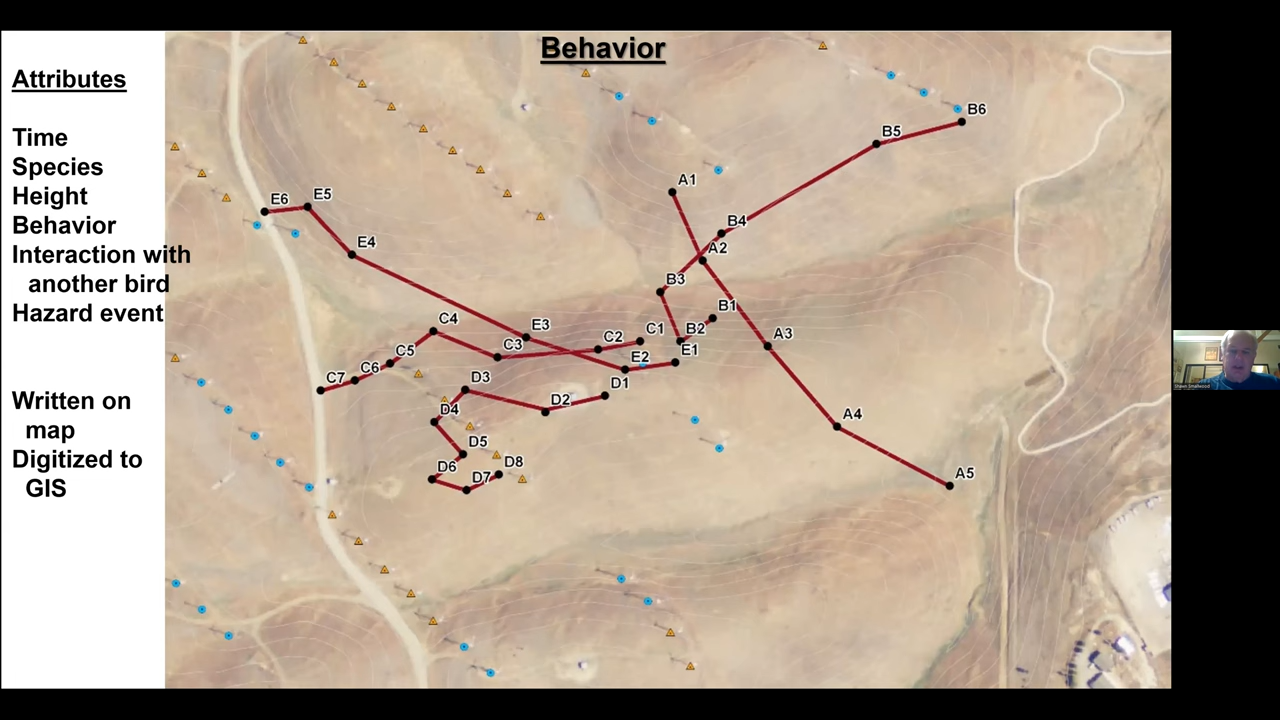 Behavior
Attributes
Time
Species
Height
Behavior
Interaction with
another bird
Hazard event
Written on
map
Digitized to
GIS
B6
B5
A1
E5
E6
B4
E4
A2
B3
B1
C4
E3
B2
A3
C1
C2
C3
E1
C5
E2
C6
C7
D3
D1
D2
D4
A4
D5
D8
D6
D7
A5
Shawn Smallwood